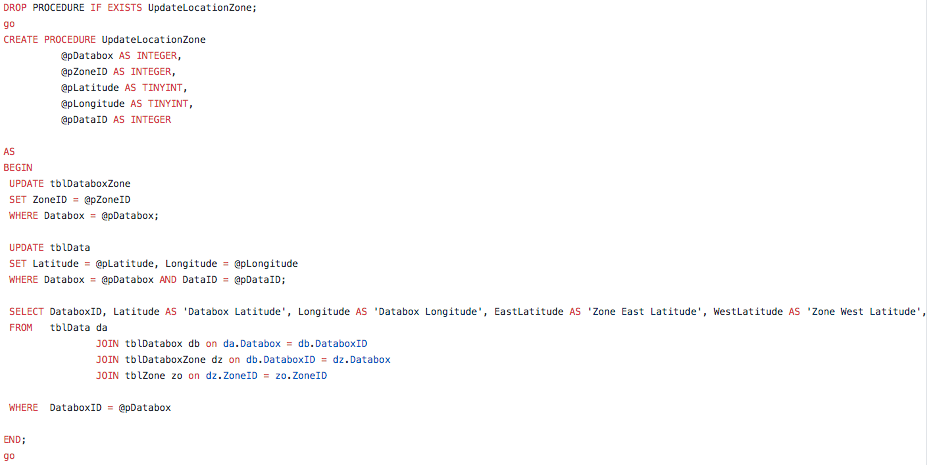 DROP PROCEDURE IF EXISTS UpdateLocationZone;
go
CREATE PROCEDURE UpdateLocationZone
@pDatabox AS INTEGER,
@pZoneID AS INTEGER,
@pLatitude AS TINYINT,
@pLongitude AS TINYINT,
@pDataID AS INTEGER
AS
BEGIN
UPDATE tblDataboxZone
SET ZoneID = @pZoneID
WHERE Databox = @pDatabox;
UPDATE tblData
SET Latitude = @pLatitude, Longitude = @pLongitude
WHERE Databox = @pDatabox AND DataID = @pDataID;
SELECT DataboxID, Latitude AS 'Databox Latitude', Longitude AS 'Databox Longitude', EastLatitude AS 'Zone East Latitude', WestLatitude AS 'Zone West Latitude',
FROM tblData da
JOIN tblDatabox db on da.Databox = db.DataboxID
JOIN tblDataboxZone dz on db.DataboxID = dz.Databox
JOIN tblZone zo on dz.ZoneID = zo.ZoneID
WHERE DataboxID = @pDatabox
END;
go